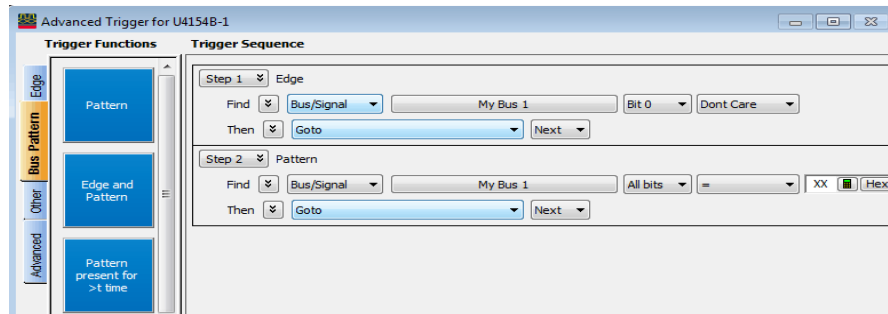 Advanced Trigger for U4154B-1
Trigger Functions
Trigger Sequence
Edge
Bus Pattern
Other
Advanced
Pattern
Edge and
Pattern
Pattern
present for
>t time
Step 1 Edge
Find Bus/Signal My Bus 1 Bit 0 Dont Care
Then Goto Next
Step 2 Pattern
Find Bus/Signal My Bus 1 All bits = XX Hex
Then Goto Next